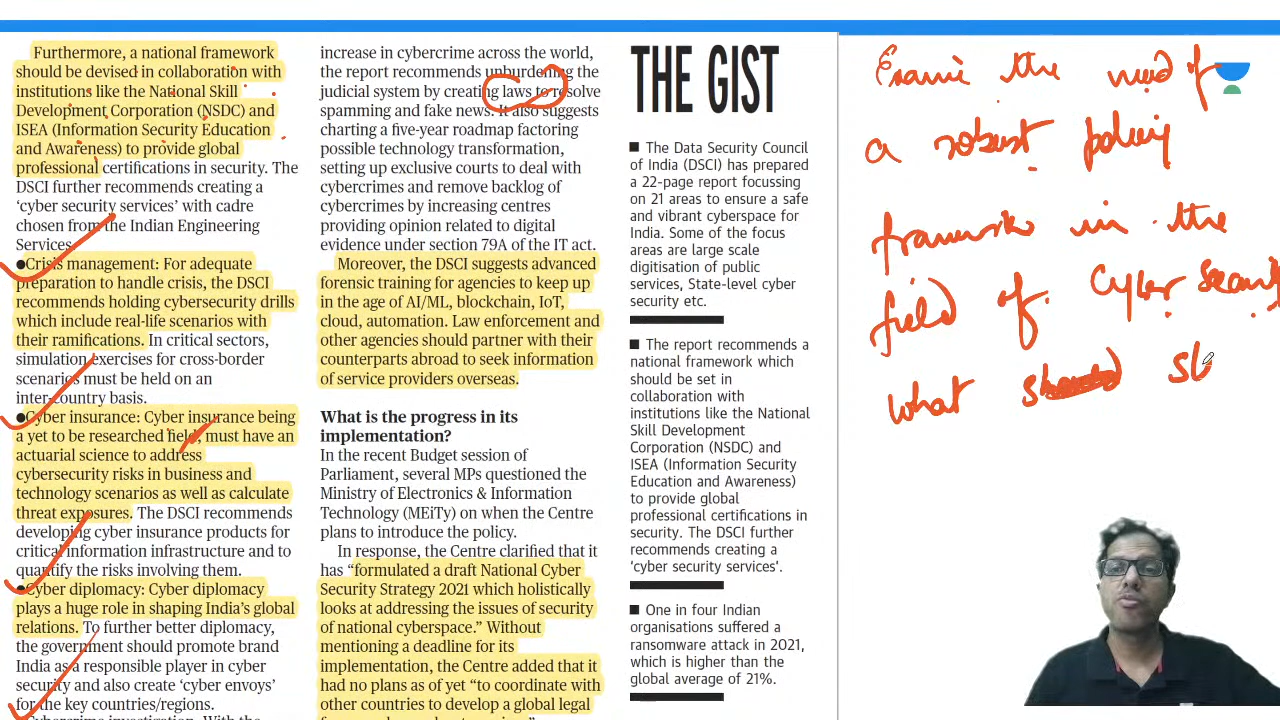 Furthermore, a national framework
should be devised in collaboration with
institutions like the National Skill
Development Corporation (NSDC) and
ISEA (Information Security Education
and Awareness) to provide global
professional certifications in security. The
DSCI further recommends creating a
‘cyber security services’ with cadre
chosen from the Indian Engineering
Services.
●Crisis management: For adequate
preparation to handle crisis, the DSCI
recommends holding cybersecurity drills
which include real-life scenarios with
their ramifications. In critical sectors,
simulation exercises for cross-border
scenarios must be held on an
inter-country basis.
●Cyber insurance: Cyber insurance being
a yet to be researched field, must have an
actuarial science to address
cybersecurity risks in business and
technology scenarios as well as calculate
threat exposures. The DSCI recommends
developing cyber insurance products for
critical information infrastructure and to
quantify the risks involving them.
●Cyber diplomacy: Cyber diplomacy
plays a huge role in shaping India’s global
relations. To further better diplomacy,
the government should promote brand
India as a responsible player in cyber
security and also create ‘cyber envoys’
for the key countries/regions.
Cybercrime investigation: With the
increase in cybercrime across the world,
the report recommends unburdening the
judicial system by creating laws to resolve
spamming and fake news. It also suggests
charting a five-year roadmap factoring
possible technology transformation,
setting up exclusive courts to deal with
cybercrimes and remove backlog of
cybercrimes by increasing centres
providing opinion related to digital
evidence under section 79A of the IT act.
Moreover, the DSCI suggests advanced
forensic training for agencies to keep up
in the age of AI/ML, blockchain, IoT,
cloud, automation. Law enforcement and
other agencies should partner with their
counterparts abroad to seek information
of service providers overseas.
What is the progress in its
implementation?
In the recent Budget session of
Parliament, several MPs questioned the
Ministry of Electronics & Information
Technology (MEiTy) on when the Centre
plans to introduce the policy.
In response, the Centre clarified that it
has “formulated a draft National Cyber
Security Strategy 2021 which holistically
looks at addressing the issues of security
of national cyberspace.” Without
mentioning a deadline for its
implementation, the Centre added that it
had no plans as of yet “to coordinate with
other countries to develop a global legal
THE GIST
■ The Data Security Council
of India (DSCI) has prepared
a 22-page report focussing
on 21 areas to ensure a safe
and vibrant cyberspace for
India. Some of the focus
areas are large scale
digitisation of public
services, State-level cyber
security etc.
■ The report recommends a
national framework which
should be set in
collaboration with
institutions like the National
Skill Development
Corporation (NSDC) and
ISEA (Information Security
Education and Awareness)
to provide global
professional certifications in
security. The DSCI further
recommends creating a
‘cyber security services’.
■ One in four Indian
organisations suffered a
ransomware attack in 2021,
which is higher than the
global average of 21%.
the need of
a robust policy
in the
field of Cyber Security
what